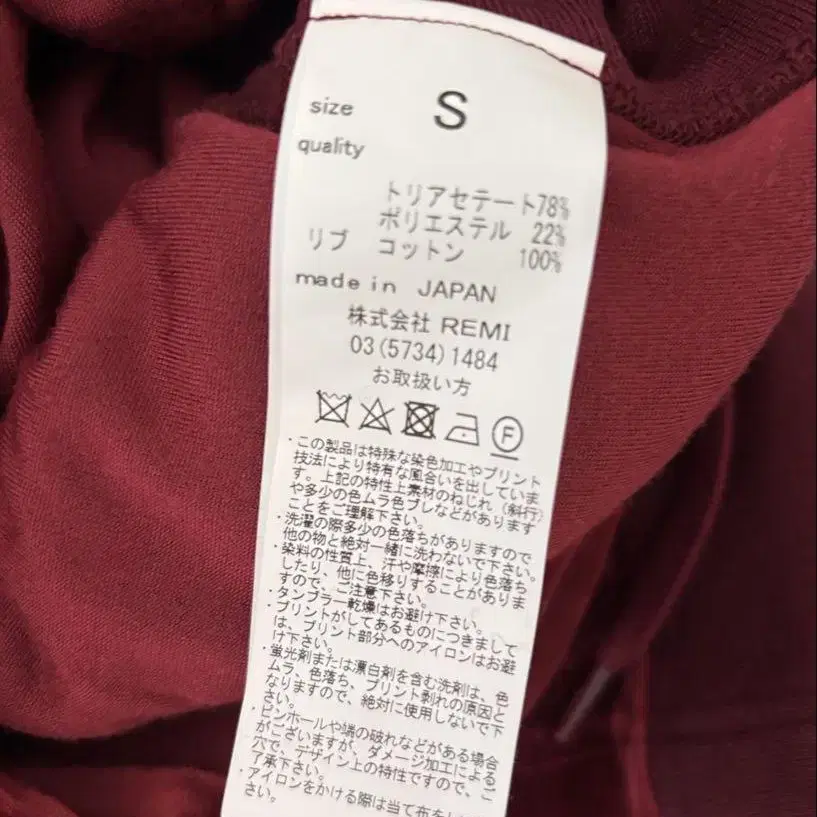 size S
quality
トリアセテート78%
ポリエステル 22%
リブ コットン 100%
made in JAPAN
株式会社 REMI
03(5734)1484
お取扱い方
F
・この製品は特殊な染色加工やプリント
技法により特有な風合いを出していま
す。上記の特性上素材のねじれ（斜行）
や多少の色ムラ色ブレなどがあります
ことをご理解下さい。
・洗濯の際多少の色落ちがありますので
他の物と絶対一緒に洗わないで下さい。
・染料の性質上、汗や摩擦により色落ち
したり、他に色移りすることがありま
すので、ご注意下さい。
・タンブラー乾燥はお避け下さい。
・プリントがしてあるものにつきまして
は、プリント部分へのアイロンはお避
け下さい。
・蛍光剤または漂白剤を含む洗剤は、色
ムラ、色落ち、プリント剥れの原因と
なりますので、絶対に使用しないで下
さい。
・ピンホールや端の破れなどがある場合
がございますが、ダメージ加工による
穴で、デザイン上の特性ですので、ご
了承下さい。
・アイロンをかける際は当て布をし
さい。